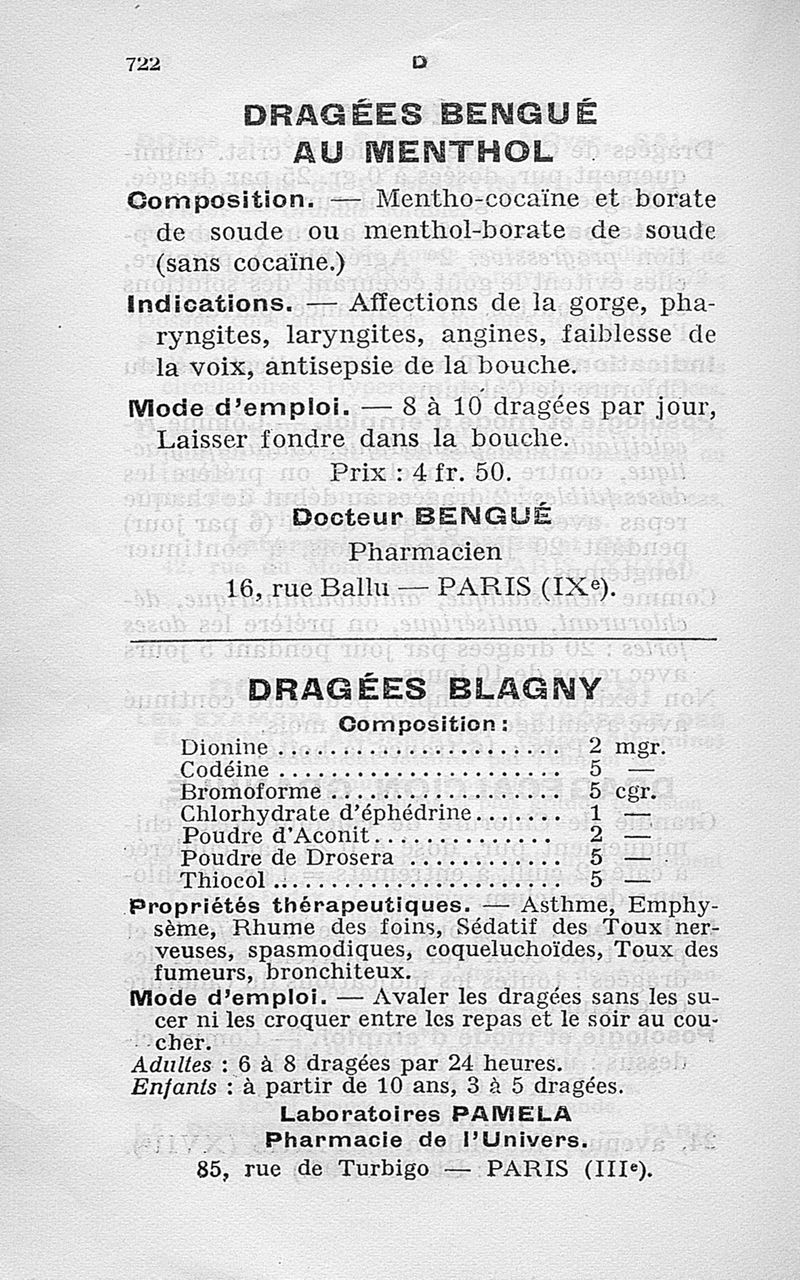 722
D
DRAGÉES BENGUÉ
AU MENTHOL
Composition. — Mentho-cocaïne et borate
de soude ou menthol-borate de soude
(sans cocaïne.)
Indications. — Affections de la gorge, pha-
ryngites, laryngites, angines, faiblesse de
la voix, antisepsie de la bouche.
Mode d'emploi. — 8 à 10 dragées par jour,
Laisser fondre dans la bouche.
Prix : 4 fr. 50.
Docteur BENGUÉ
Pharmacien
16, rue Ballu — PARIS (IXe).
DRAGÉES BLAGNY
Composition :
Dionine ........................ 2 mgr.
Codéine ........................ 5 —
Bromoforme .................... 5 cgr.
Chlorhydrate d'éphédrine....... 1 —
Poudre d'Aconit................ 2 —
Poudre de Drosera ............. 5 —
Thiocol ........................ 5 —
Propriétés thérapeutiques. — Asthme, Emphy-
sème, Rhume des foins, Sédatif des Toux ner-
veuses, spasmodiques, coqueluchoïdes, Toux des
fumeurs, bronchiteux.
Mode d'emploi. — Avaler les dragées sans les su-
cer ni les croquer entre les repas et le soir au cou-
cher.
Adultes : 6 à 8 dragées par 24 heures.
Enfants : à partir de 10 ans, 3 à 5 dragées.
Laboratoires PAMELA
Pharmacie de l'Univers.
85, rue de Turbigo — PARIS (IIIe).